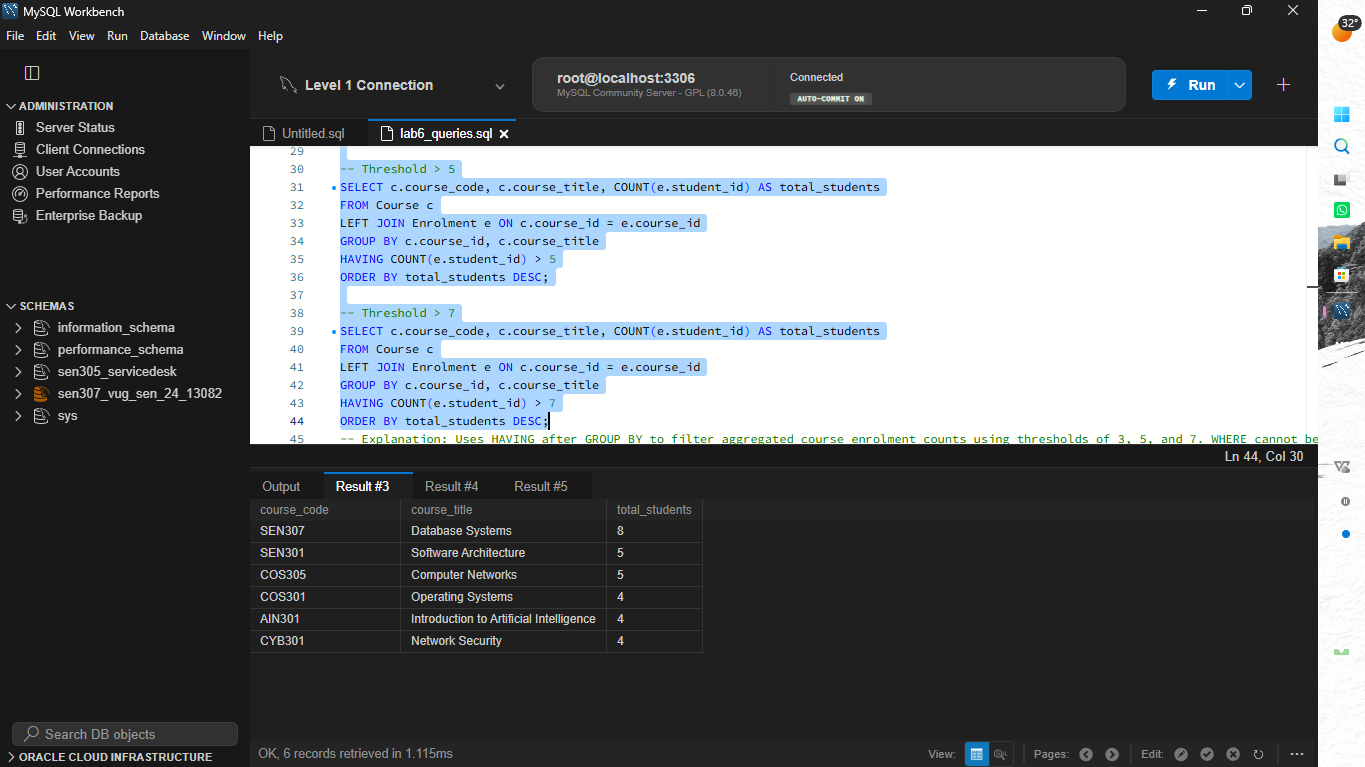 MySQL Workbench
File Edit View Run Database Window Help
Level 1 Connection
root@localhost:3306
MySQL Community Server - GPL (8.0.46)
Connected
AUTO-COMMIT ON
Run
32°
ADMINISTRATION
Server Status
Client Connections
User Accounts
Performance Reports
Enterprise Backup
SCHEMAS
information_schema
performance_schema
sen305_servicedesk
sen307_vug_sen_24_13082
sys
Search DB objects
ORACLE CLOUD INFRASTRUCTURE
Untitled.sql lab6_queries.sql
29
30 -- Threshold > 5
31 SELECT c.course_code, c.course_title, COUNT(e.student_id) AS total_students
32 FROM Course c
33 LEFT JOIN Enrolment e ON c.course_id = e.course_id
34 GROUP BY c.course_id, c.course_title
35 HAVING COUNT(e.student_id) > 5
36 ORDER BY total_students DESC;
37
38 -- Threshold > 7
39 SELECT c.course_code, c.course_title, COUNT(e.student_id) AS total_students
40 FROM Course c
41 LEFT JOIN Enrolment e ON c.course_id = e.course_id
42 GROUP BY c.course_id, c.course_title
43 HAVING COUNT(e.student_id) > 7
44 ORDER BY total_students DESC;
45 -- Explanation: Uses HAVING after GROUP BY to filter aggregated course enrolment counts using thresholds of 3, 5, and 7. WHERE cannot be
Ln 44, Col 30
Output Result #3 Result #4 Result #5
course_code course_title total_students
SEN307 Database Systems 8
SEN301 Software Architecture 5
COS305 Computer Networks 5
COS301 Operating Systems 4
AIN301 Introduction to Artificial Intelligence 4
CYB301 Network Security 4
OK, 6 records retrieved in 1.115ms
View: Pages: Edit: